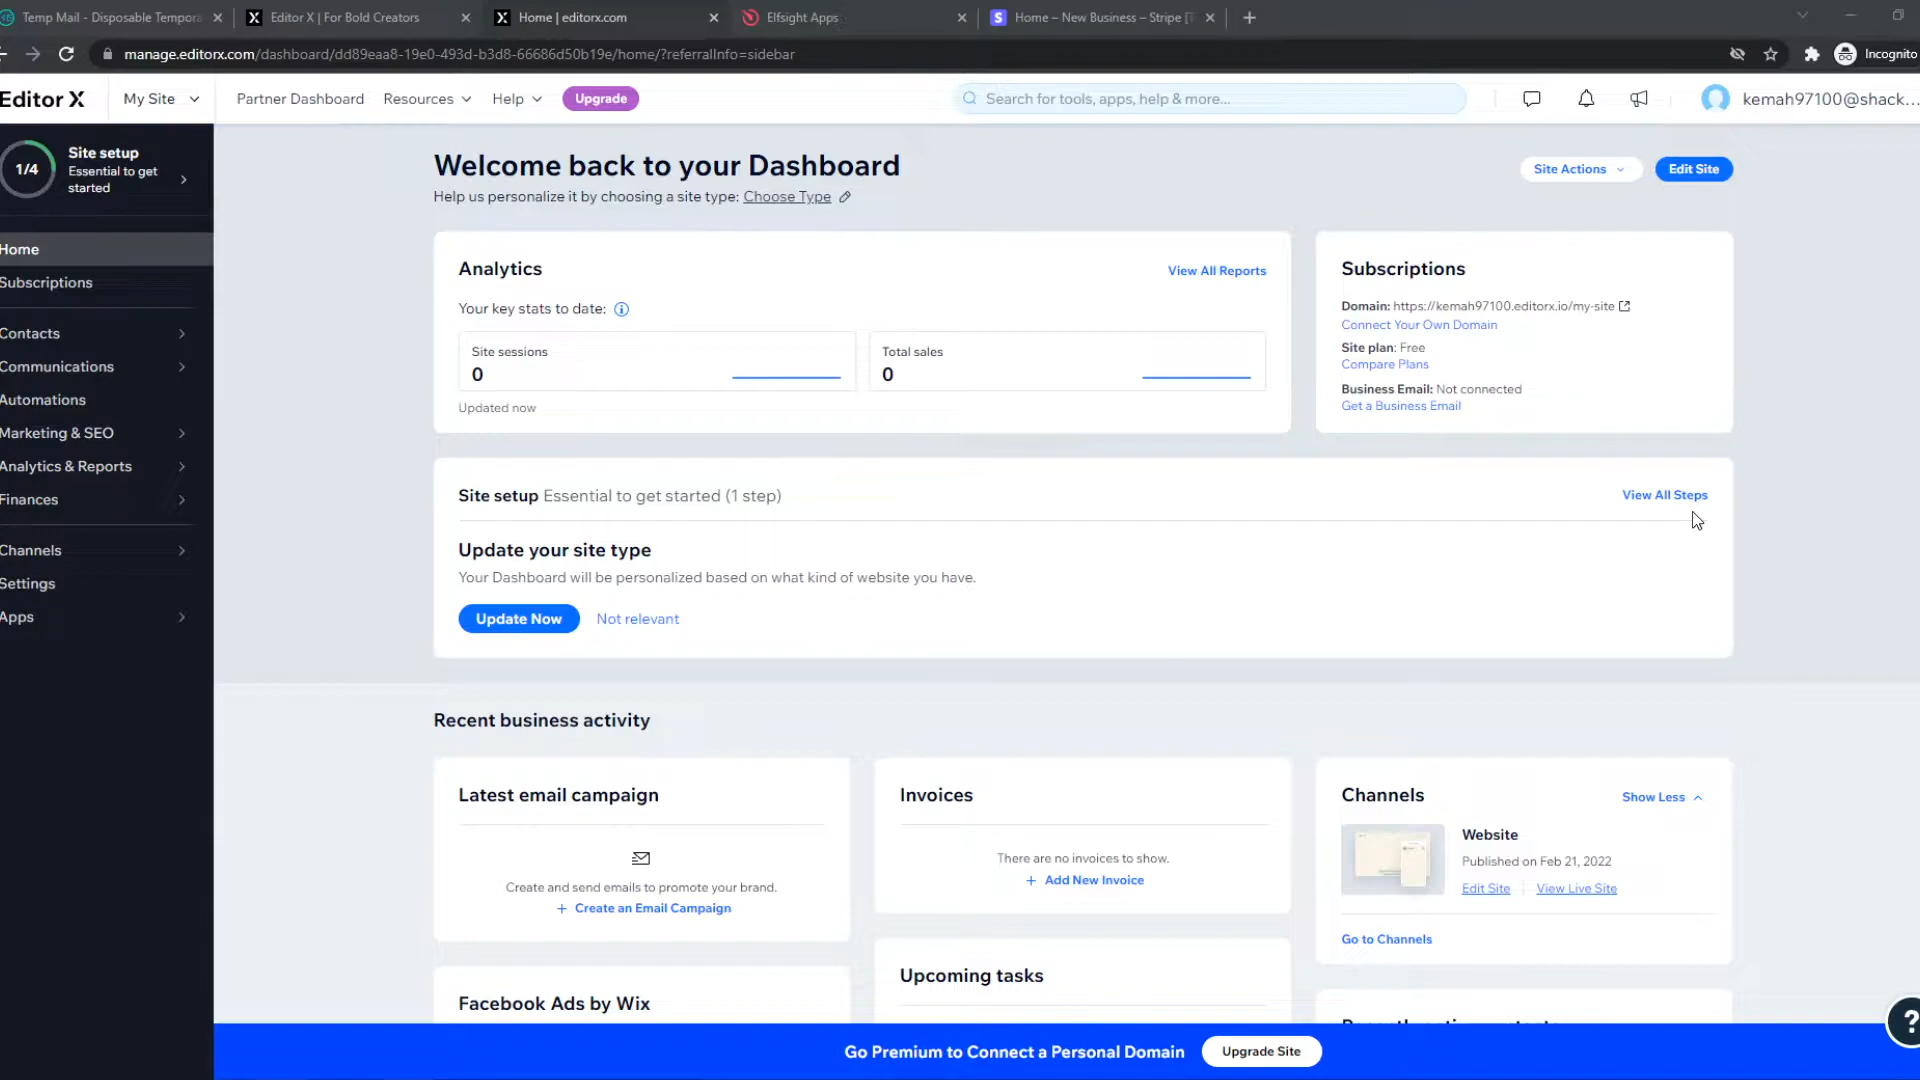 Temp Mail - Disposable Tempora
Editor X | For Bold Creators
Home | editorx.com
Elfsight Apps
Home – New Business – Stripe [T
manage.editorx.com/dashboard/dd89eaa8-19e0-493d-b3d8-66686d50b19e/home/?referralInfo=sidebar
Incognito
Editor X
My Site
Partner Dashboard
Resources
Help
Upgrade
Search for tools, apps, help & more...
kemah97100@shack...
1/4
Site setup
Essential to get
started
Home
Subscriptions
Contacts
Communications
Automations
Marketing & SEO
Analytics & Reports
Finances
Channels
Settings
Apps
Welcome back to your Dashboard
Help us personalize it by choosing a site type: Choose Type
Site Actions
Edit Site
Analytics
View All Reports
Your key stats to date:
Site sessions
0
Total sales
0
Updated now
Subscriptions
Domain: https://kemah97100.editorx.io/my-site
Connect Your Own Domain
Site plan: Free
Compare Plans
Business Email: Not connected
Get a Business Email
Site setup Essential to get started (1 step)
View All Steps
Update your site type
Your Dashboard will be personalized based on what kind of website you have.
Update Now
Not relevant
Recent business activity
Latest email campaign
Create and send emails to promote your brand.
+ Create an Email Campaign
Invoices
There are no invoices to show.
+ Add New Invoice
Channels
Show Less
Website
Published on Feb 21, 2022
Edit Site
View Live Site
Go to Channels
Upcoming tasks
Facebook Ads by Wix
Go Premium to Connect a Personal Domain
Upgrade Site
?